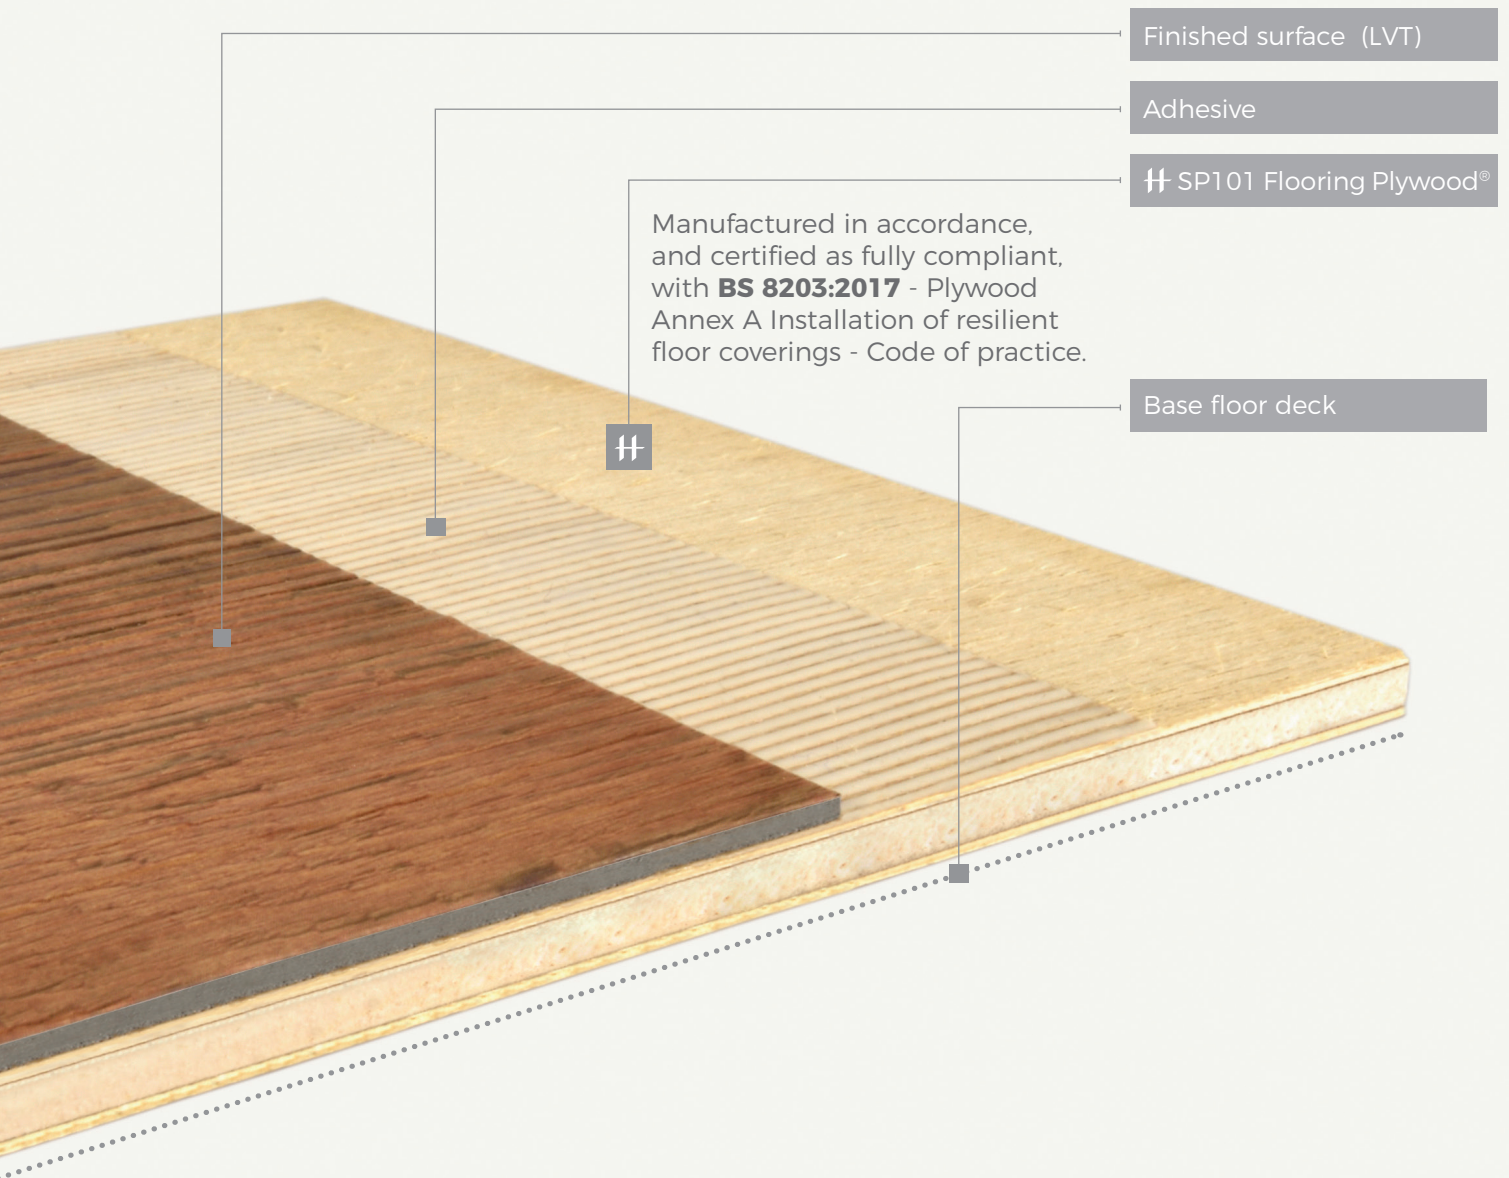 Finished surface (LVT)
Adhesive
SP101 Flooring Plywood®
Manufactured in accordance,
and certified as fully compliant,
with BS 8203:2017 - Plywood
Annex A Installation of resilient
floor coverings - Code of practice.
Base floor deck